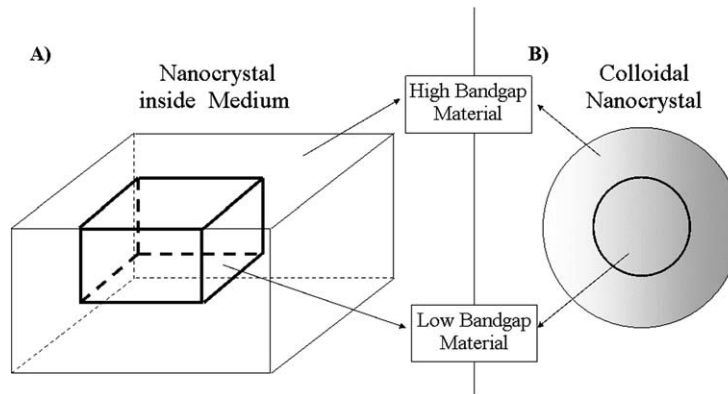 A)
Nanocrystal
inside Medium
High Bandgap
Material
B)
Colloidal
Nanocrystal
Low Bandgap
Material